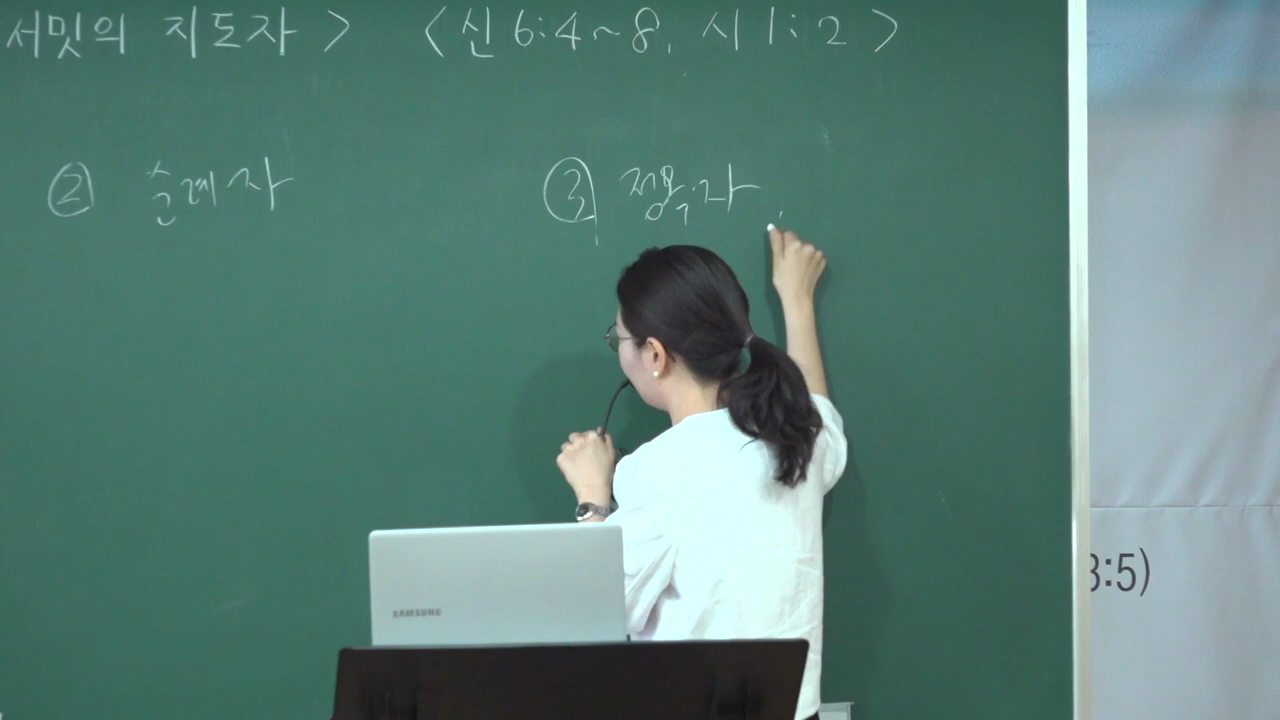 서밋의 지도자 > <신 6:4~8, 시 1:2>
② 순례자 ③ 정복자
SAMSUNG
3:5)